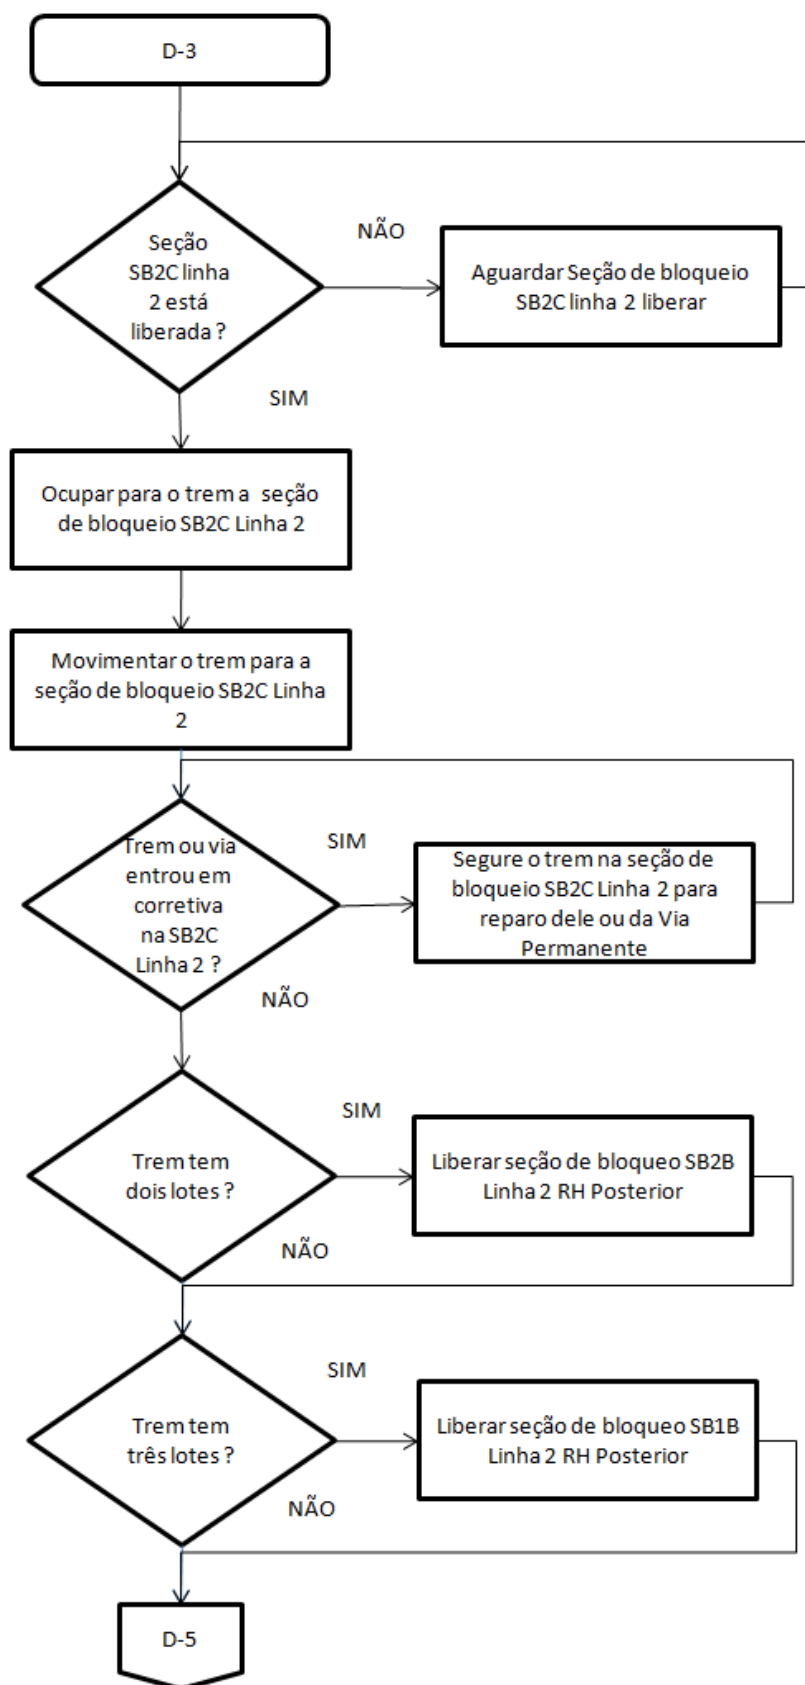 D-3
Seção
SB2C linha
2 está
liberada ?
NÃO
Aguardar Seção de bloqueio
SB2C linha 2 liberar
SIM
Ocupar para o trem a seção
de bloqueio SB2C Linha 2
Movimentar o trem para a
seção de bloqueio SB2C Linha
2
Trem ou via
entrou em
corretiva
na SB2C
Linha 2 ?
SIM
Segure o trem na seção de
bloqueio SB2C Linha 2 para
reparo dele ou da Via
Permanente
NÃO
Trem tem
dois lotes ?
SIM
Liberar seção de bloqueo SB2B
Linha 2 RH Posterior
NÃO
Trem tem
três lotes ?
SIM
Liberar seção de bloqueo SB1B
Linha 2 RH Posterior
NÃO
D-5